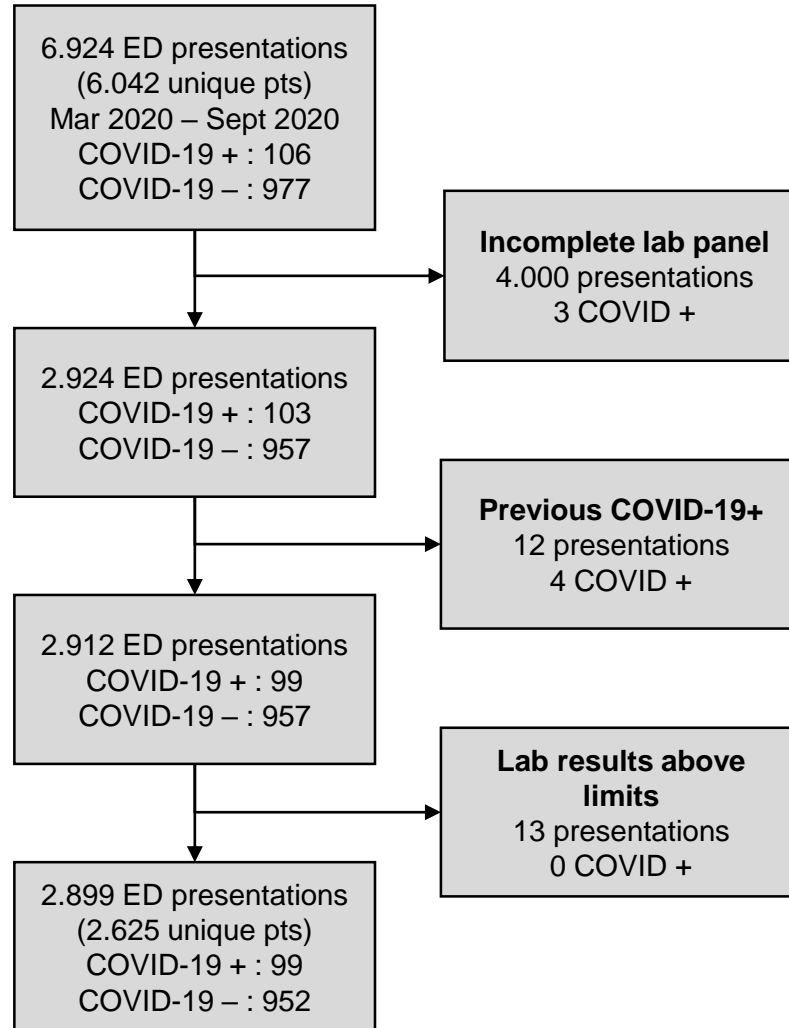 6.924 ED presentations
(6.042 unique pts)
Mar 2020 – Sept 2020
COVID-19 + : 106
COVID-19 – : 977
Incomplete lab panel
4.000 presentations
3 COVID +
2.924 ED presentations
COVID-19 + : 103
COVID-19 – : 957
Previous COVID-19+
12 presentations
4 COVID +
2.912 ED presentations
COVID-19 + : 99
COVID-19 – : 957
Lab results above
limits
13 presentations
0 COVID +
2.899 ED presentations
(2.625 unique pts)
COVID-19 + : 99
COVID-19 – : 952